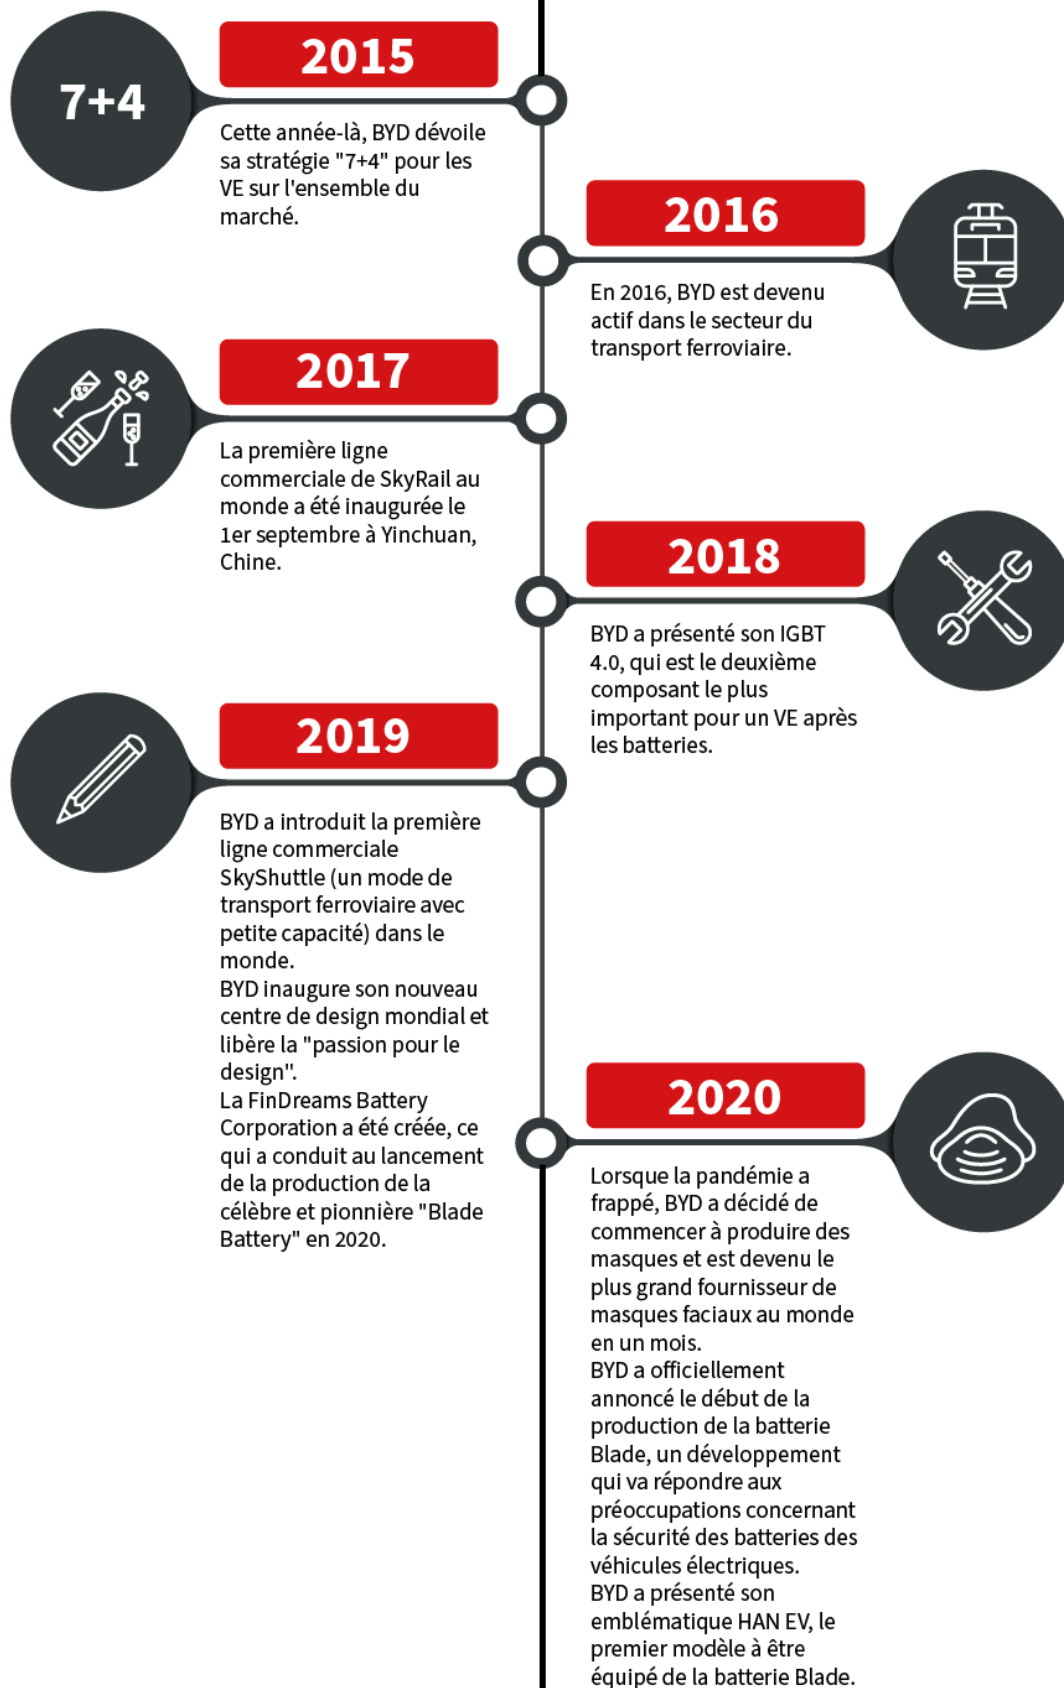 7+4
2015
Cette année-là, BYD dévoile
sa stratégie "7+4" pour les
VE sur l'ensemble du
marché.
2016
En 2016, BYD est devenu
actif dans le secteur du
transport ferroviaire.
2017
La première ligne
commerciale de SkyRail au
monde a été inaugurée le
1er septembre à Yinchuan,
Chine.
2018
BYD a présenté son IGBT
4.0, qui est le deuxième
composant le plus
important pour un VE après
les batteries.
2019
BYD a introduit la première
ligne commerciale
SkyShuttle (un mode de
transport ferroviaire avec
petite capacité) dans le
monde.
BYD inaugure son nouveau
centre de design mondial et
libère la "passion pour le
design".
La FinDreams Battery
Corporation a été créée, ce
qui a conduit au lancement
de la production de la
célèbre et pionnière "Blade
Battery" en 2020.
2020
Lorsque la pandémie a
frappé, BYD a décidé de
commencer à produire des
masques et est devenu le
plus grand fournisseur de
masques faciaux au monde
en un mois.
BYD a officiellement
annoncé le début de la
production de la batterie
Blade, un développement
qui va répondre aux
préoccupations concernant
la sécurité des batteries des
véhicules électriques.
BYD a présenté son
emblématique HAN EV, le
premier modèle à être
équipé de la batterie Blade.